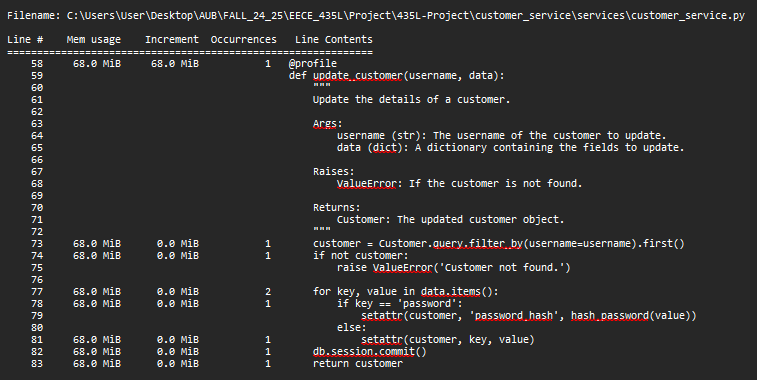 Filename: C:\Users\User\Desktop\AUB\FALL_24_25\EECE_435L\Project\435L-Project\customer_service\services\customer_service.py
Line #    Mem usage    Increment  Occurrences   Line Contents
=============================================================
    58     68.0 MiB     68.0 MiB           1   @profile
    59                                         def update_customer(username, data):
    60                                             """
    61                                             Update the details of a customer.
    62
    63                                             Args:
    64                                                 username (str): The username of the customer to update.
    65                                                 data (dict): A dictionary containing the fields to update.
    66
    67                                             Raises:
    68                                                 ValueError: If the customer is not found.
    69
    70                                             Returns:
    71                                                 Customer: The updated customer object.
    72                                             """
    73     68.0 MiB      0.0 MiB           1       customer = Customer.query.filter_by(username=username).first()
    74     68.0 MiB      0.0 MiB           1       if not customer:
    75                                                 raise ValueError('Customer not found.')
    76
    77     68.0 MiB      0.0 MiB           2       for key, value in data.items():
    78     68.0 MiB      0.0 MiB           1           if key == 'password':
    79                                                     setattr(customer, 'password_hash', hash_password(value))
    80                                                 else:
    81     68.0 MiB      0.0 MiB           1               setattr(customer, key, value)
    82     68.0 MiB      0.0 MiB           1       db.session.commit()
    83     68.0 MiB      0.0 MiB           1       return customer